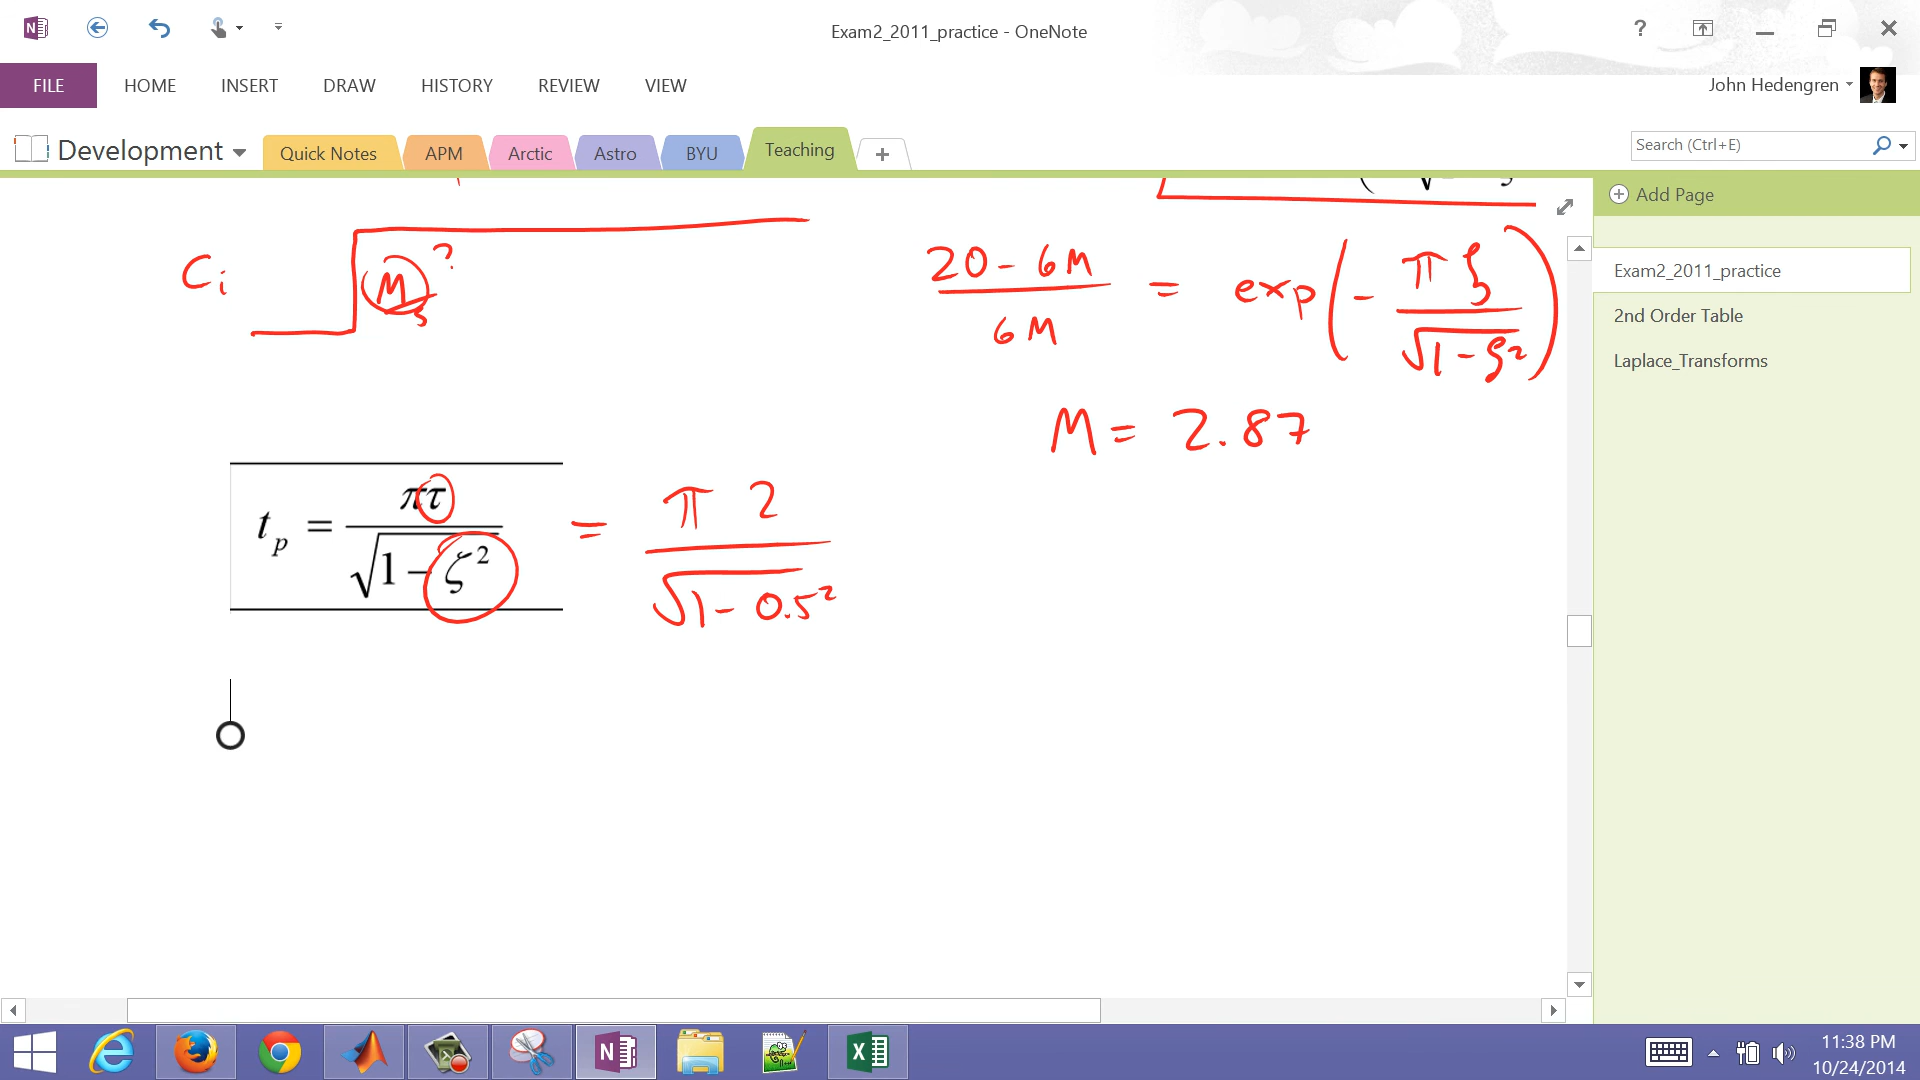 Exam2_2011_practice - OneNote
?
FILE HOME INSERT DRAW HISTORY REVIEW VIEW
John Hedengren
Development Quick Notes APM Arctic Astro BYU Teaching +
Search (Ctrl+E)
Add Page
Exam2_2011_practice
2nd Order Table
Laplace_Transforms
Ci M ?
20 - 6M / 6M = exp(- πζ / √1-ζ²)
M = 2.87
t_p = πτ / √1-ζ² = π 2 / √1-0.5²
11:38 PM
10/24/2014